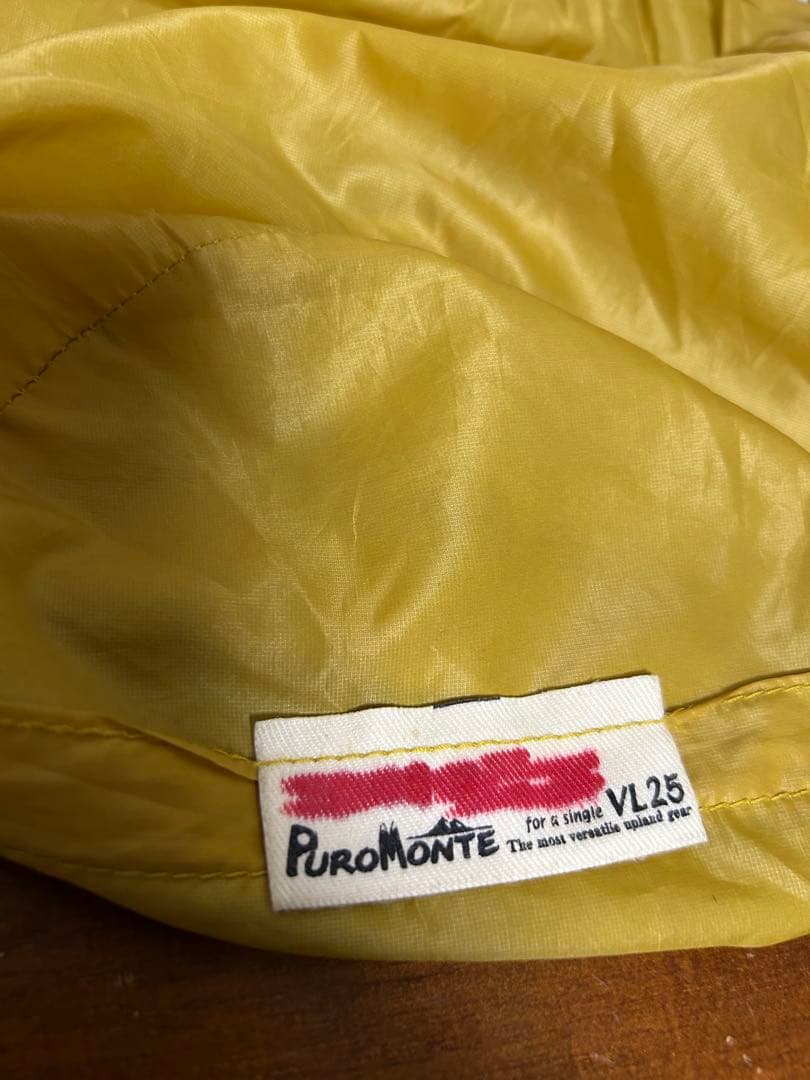 for a single VL25
PUROMONTE The most versatile upland gear